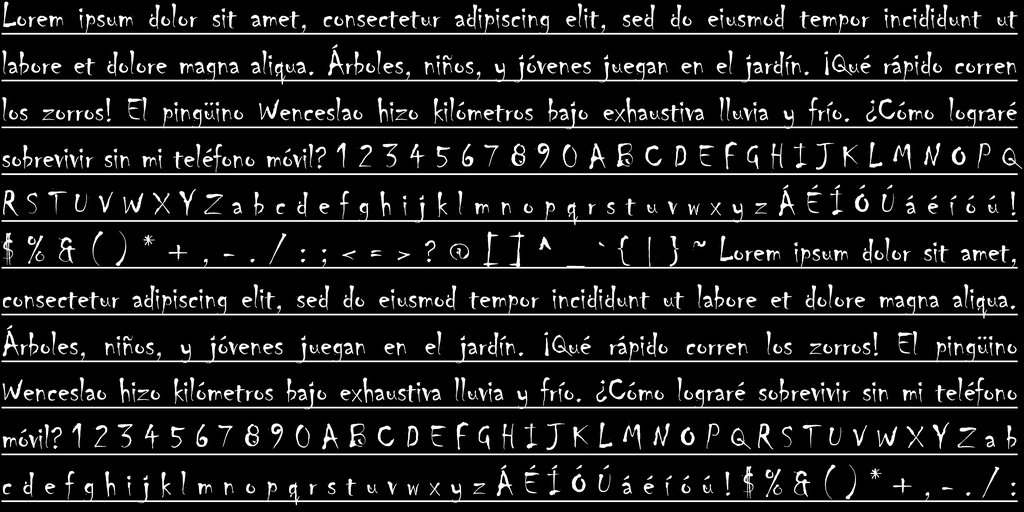 Lorem ipsum dolor sit amet, consectetur adipiscing elit, sed do eiusmod tempor incididunt ut
labore et dolore magna aliqua. Árboles, niños, y jóvenes juegan en el jardín. ¡Qué rápido corren
los zorros! El pingüino Wenceslao hizo kilómetros bajo exhaustiva lluvia y frío. ¿Cómo lograré
sobrevivir sin mi teléfono móvil? 1 2 3 4 5 6 7 8 9 0 A B C D E F G H I J K L M N O P Q
R S T U V W X Y Z a b c d e f g h i j k l m n o p q r s t u v w x y z Á É Í Ó Ú á é í ó ú !
$ % & ( ) * + , - . / : ; < = > ? @ [ ] ^ _ ` { | } ~ Lorem ipsum dolor sit amet,
consectetur adipiscing elit, sed do eiusmod tempor incididunt ut labore et dolore magna aliqua.
Árboles, niños, y jóvenes juegan en el jardín. ¡Qué rápido corren los zorros! El pingüino
Wenceslao hizo kilómetros bajo exhaustiva lluvia y frío. ¿Cómo lograré sobrevivir sin mi teléfono
móvil? 1 2 3 4 5 6 7 8 9 0 A B C D E F G H I J K L M N O P Q R S T U V W X Y Z a b
c d e f g h i j k l m n o p q r s t u v w x y z Á É Í Ó Ú á é í ó ú ! $ % & ( ) * + , - . / :